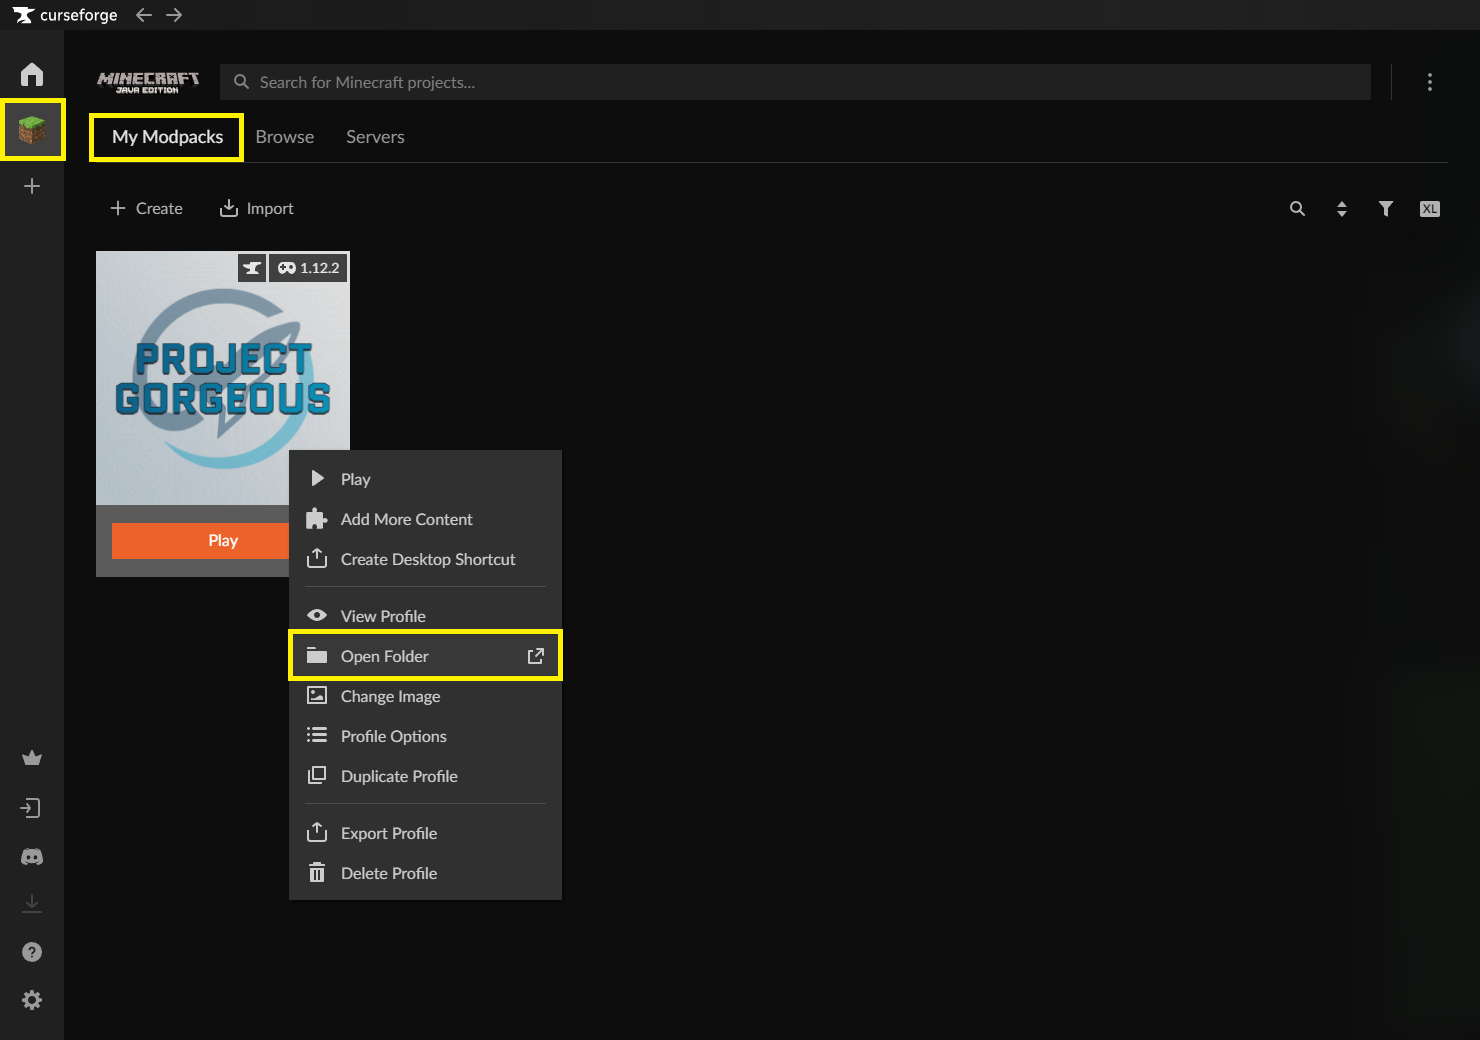 curseforge
MINECRAFT
JAVA EDITION
Search for Minecraft projects...
My Modpacks
Browse
Servers
Create
Import
XL
1.12.2
PROJECT
GORGEOUS
Play
Play
Add More Content
Create Desktop Shortcut
View Profile
Open Folder
Change Image
Profile Options
Duplicate Profile
Export Profile
Delete Profile